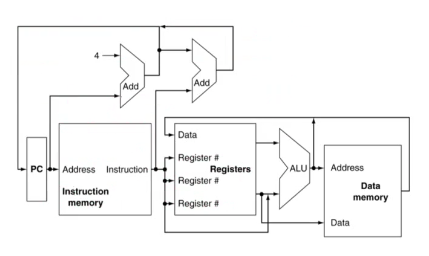 4
Add
Add
PC
Address
Instruction
Instruction
memory
Data
Register #
Registers
Register #
Register #
ALU
Address
Data
memory
Data